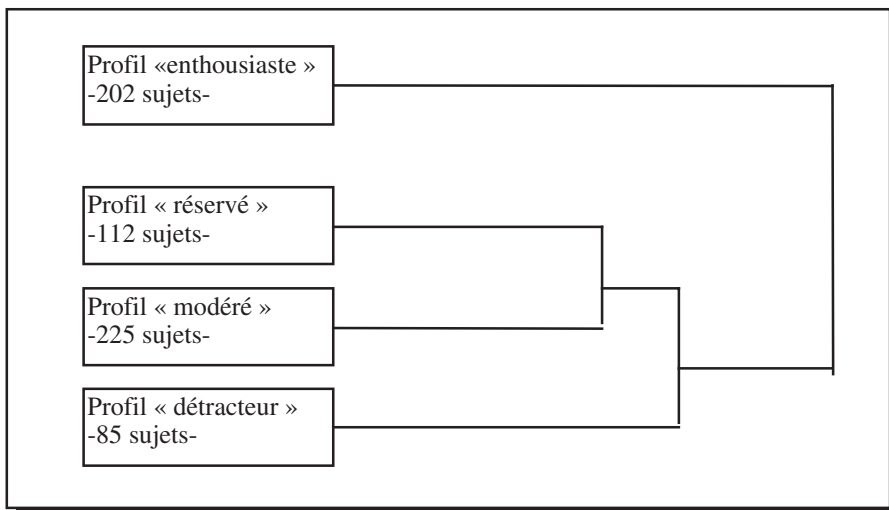 Profil «enthousiaste »
-202 sujets-
Profil « réservé »
-112 sujets-
Profil « modéré »
-225 sujets-
Profil « détracteur »
-85 sujets-